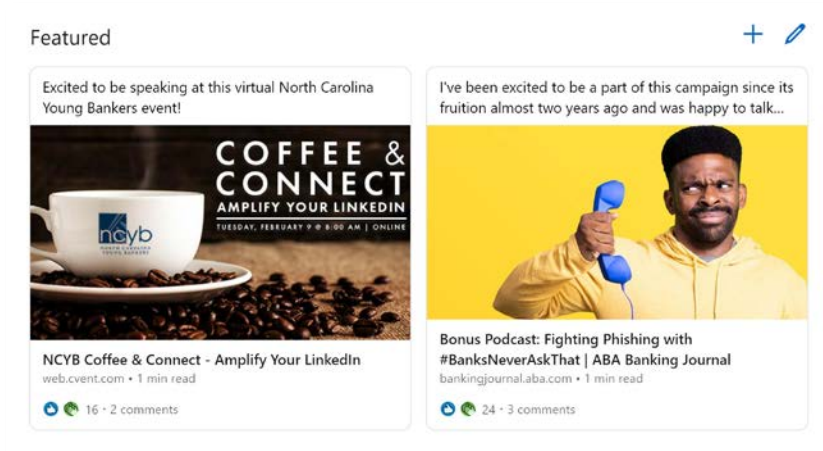 Featured
Excited to be speaking at this virtual North Carolina
Young Bankers event!
COFFEE &
CONNECT
AMPLIFY YOUR LINKEDIN
TUESDAY, FEBRUARY 9 @ 8:00 AM | ONLINE
ncyb
NORTH CAROLINA
YOUNG BANKERS
NCYB Coffee & Connect - Amplify Your LinkedIn
web.cvent.com • 1 min read
16 · 2 comments
I've been excited to be a part of this campaign since its
fruition almost two years ago and was happy to talk...
Bonus Podcast: Fighting Phishing with
#BanksNeverAskThat | ABA Banking Journal
bankingjournal.aba.com • 1 min read
24 · 3 comments